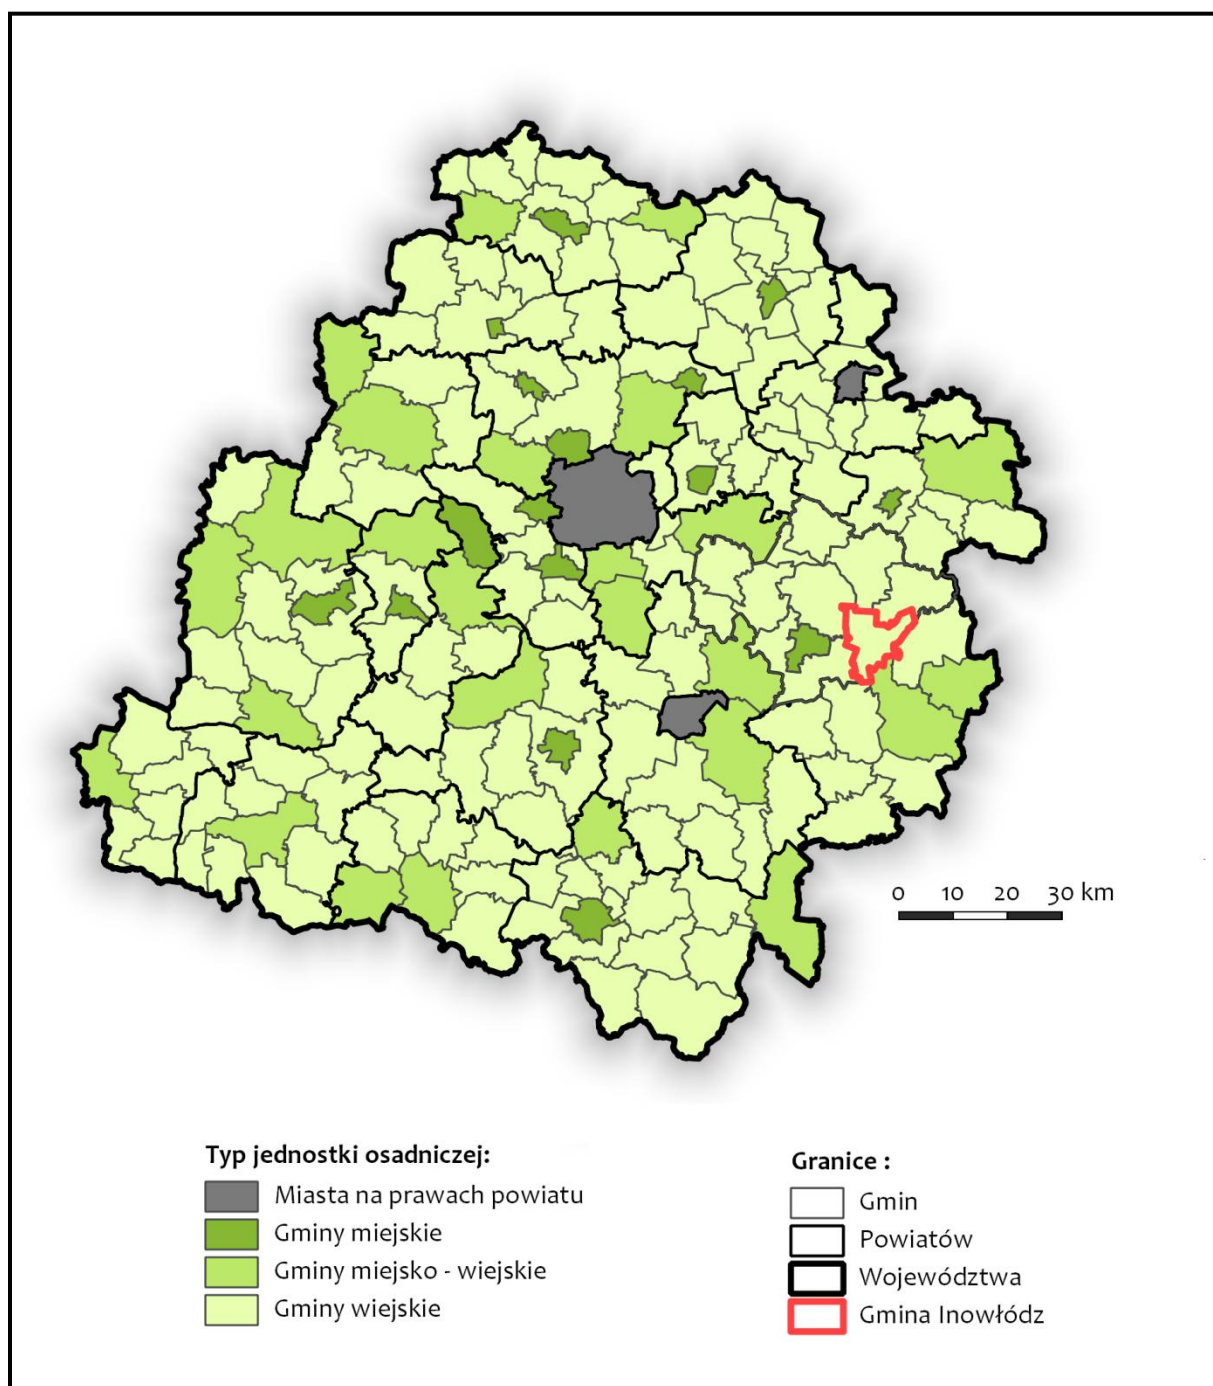 0 10 20 30 km
Typ jednostki osadniczej:
Miasta na prawach powiatu
Gminy miejskie
Gminy miejsko - wiejskie
Gminy wiejskie
Granice :
Gmin
Powiatów
Województwa
Gmina Inowłódz